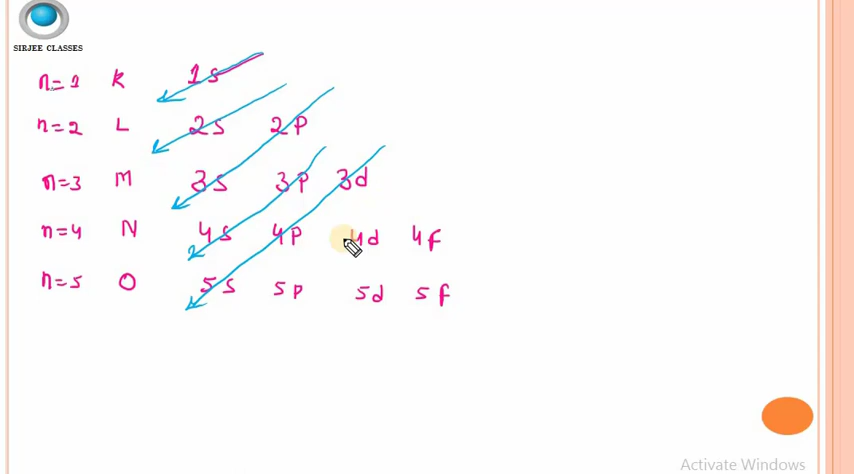 SIRJEE CLASSES
n=1 K 1s
n=2 L 2s 2p
n=3 M 3s 3p 3d
n=4 N 4s 4p 4d 4f
n=5 O 5s 5p 5d 5f
Activate Windows